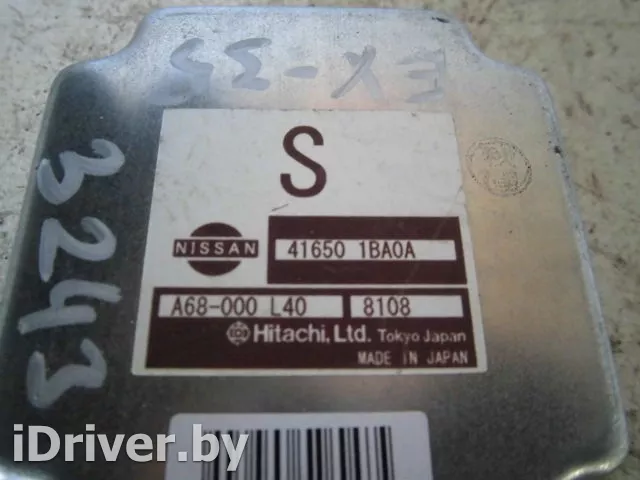 EX-35
3243
S
NISSAN
41650 1BA0A
A68-000 L40
8108
Hitachi, Ltd. Tokyo Japan
MADE IN JAPAN
iDriver.by